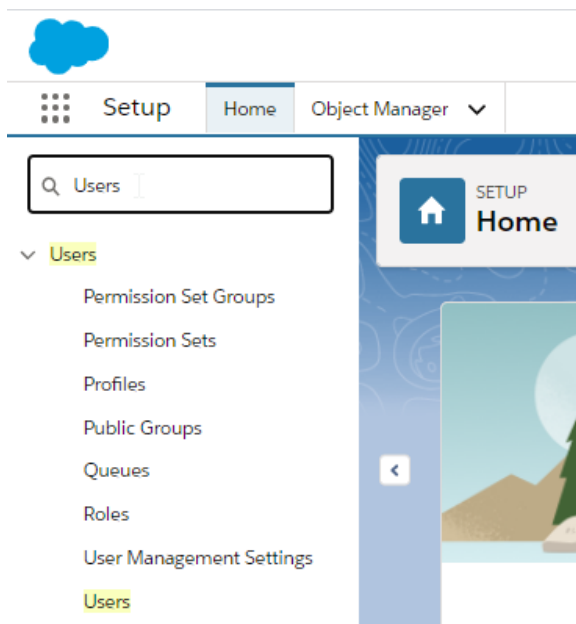 Setup
Home
Object Manager
Users
SETUP
Home
Users
Permission Set Groups
Permission Sets
Profiles
Public Groups
Queues
Roles
User Management Settings
Users